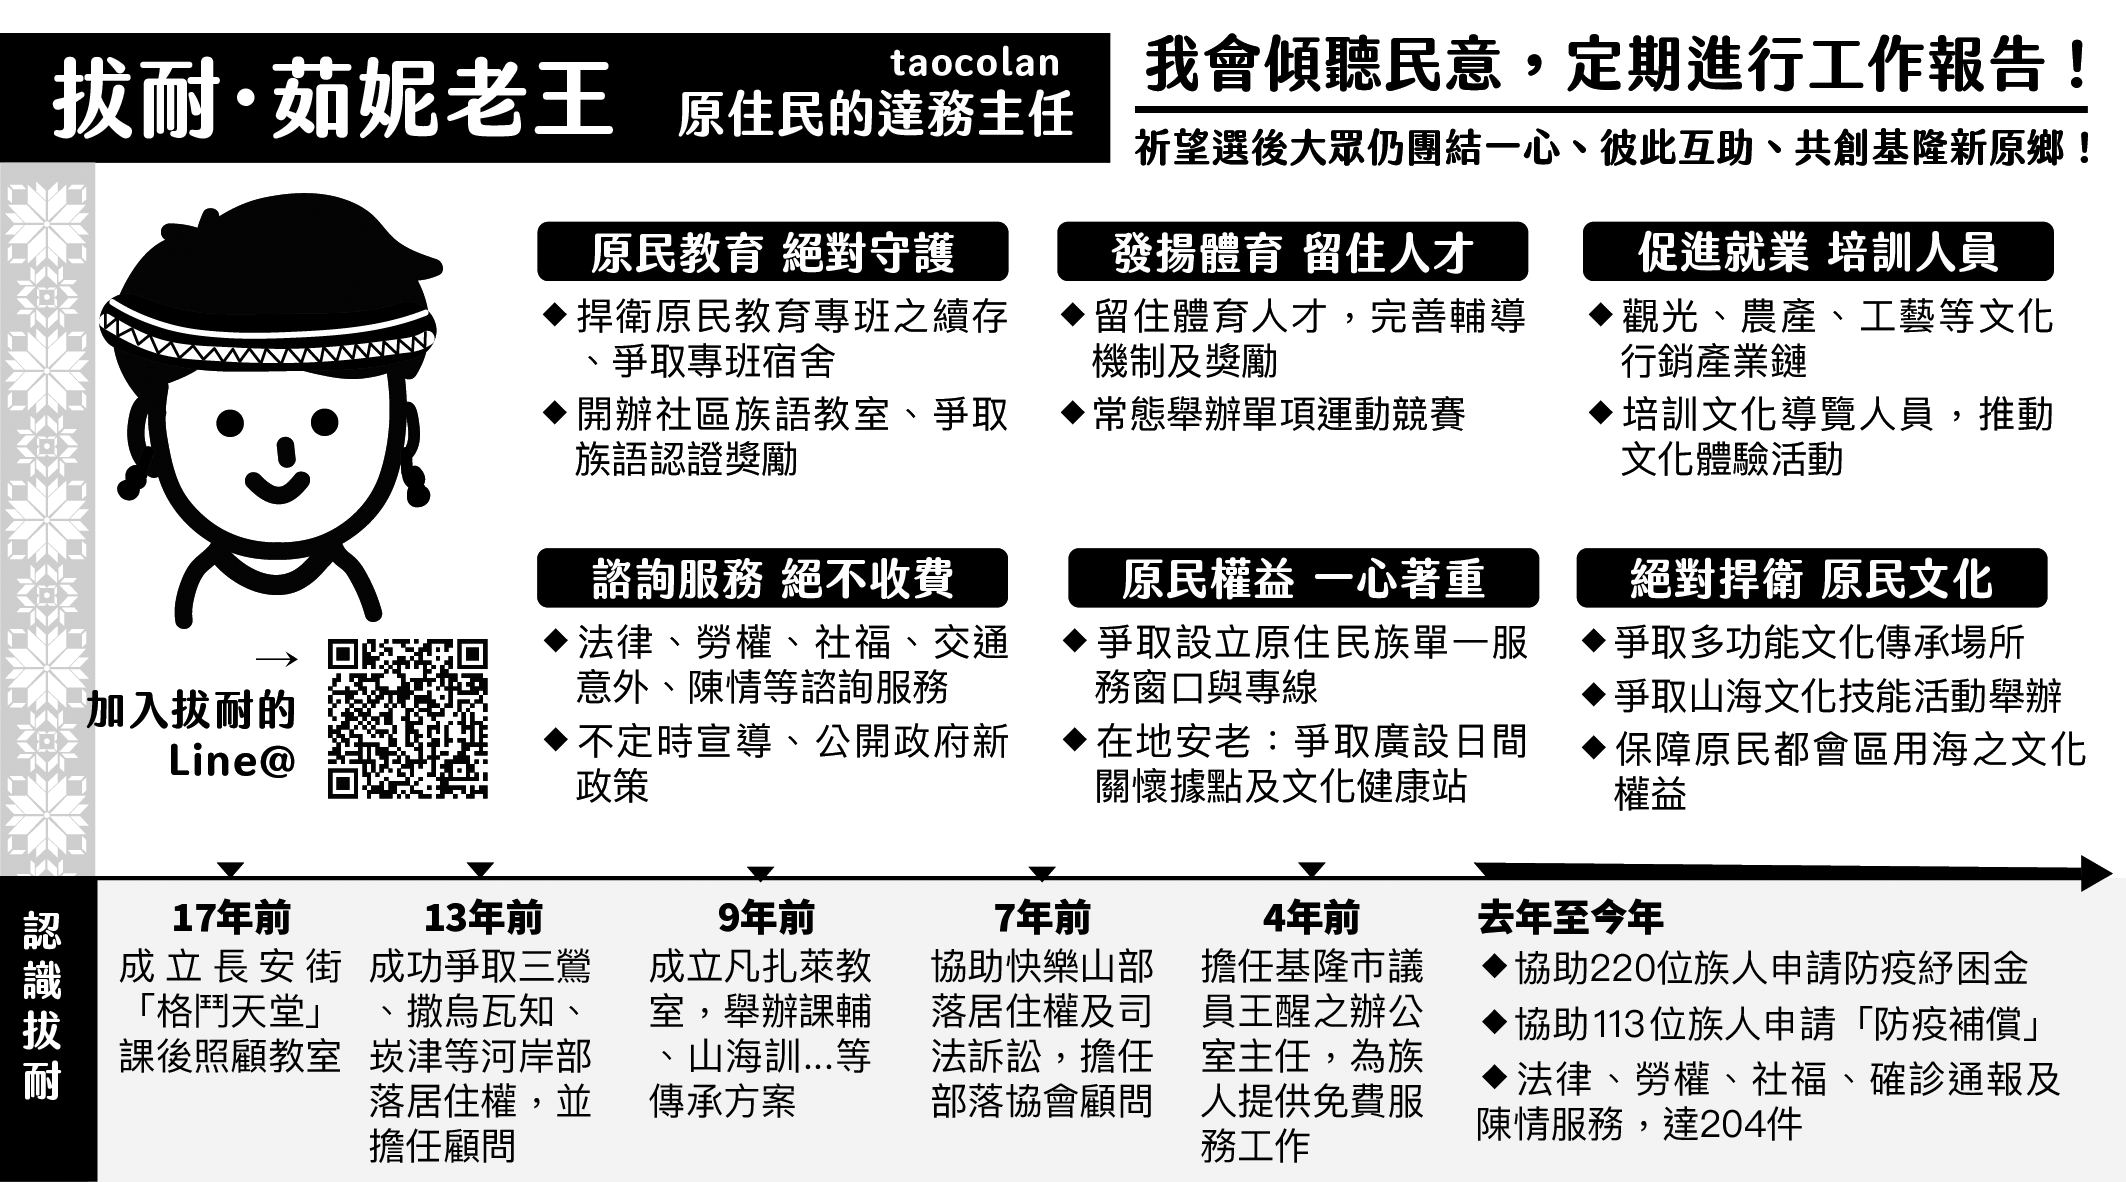 拔耐·茹妮老王
taocolan
原住民的達務主任
我會傾聽民意，定期進行工作報告！
祈望選後大眾仍團結一心、彼此互助、共創基隆新原鄉！
原民教育 絕對守護
◆捍衛原民教育專班之續存
、爭取專班宿舍
◆開辦社區族語教室、爭取
族語認證獎勵
發揚體育 留住人才
◆留住體育人才，完善輔導
機制及獎勵
◆常態舉辦單項運動競賽
促進就業 培訓人員
◆觀光、農產、工藝等文化
行銷產業鏈
◆培訓文化導覽人員，推動
文化體驗活動
諮詢服務 絕不收費
◆法律、勞權、社福、交通
意外、陳情等諮詢服務
◆不定時宣導、公開政府新
政策
原民權益 一心著重
◆爭取設立原住民族單一服
務窗口與專線
◆在地安老：爭取廣設日間
關懷據點及文化健康站
絕對捍衛 原民文化
◆爭取多功能文化傳承場所
◆爭取山海文化技能活動舉辦
◆保障原民都會區用海之文化
權益
→
加入拔耐的
Line@
認識拔耐
17年前
成立長安街
「格鬥天堂」
課後照顧教室
13年前
成功爭取三鶯
、撒烏瓦知、
崁津等河岸部
落居住權，並
擔任顧問
9年前
成立凡扎萊教
室，舉辦課輔
、山海訓...等
傳承方案
7年前
協助快樂山部
落居住權及司
法訴訟，擔任
部落協會顧問
4年前
擔任基隆市議
員王醒之辦公
室主任，為族
人提供免費服
務工作
去年至今年
◆協助220位族人申請防疫紓困金
◆協助113位族人申請「防疫補償」
◆法律、勞權、社福、確診通報及
陳情服務，達204件